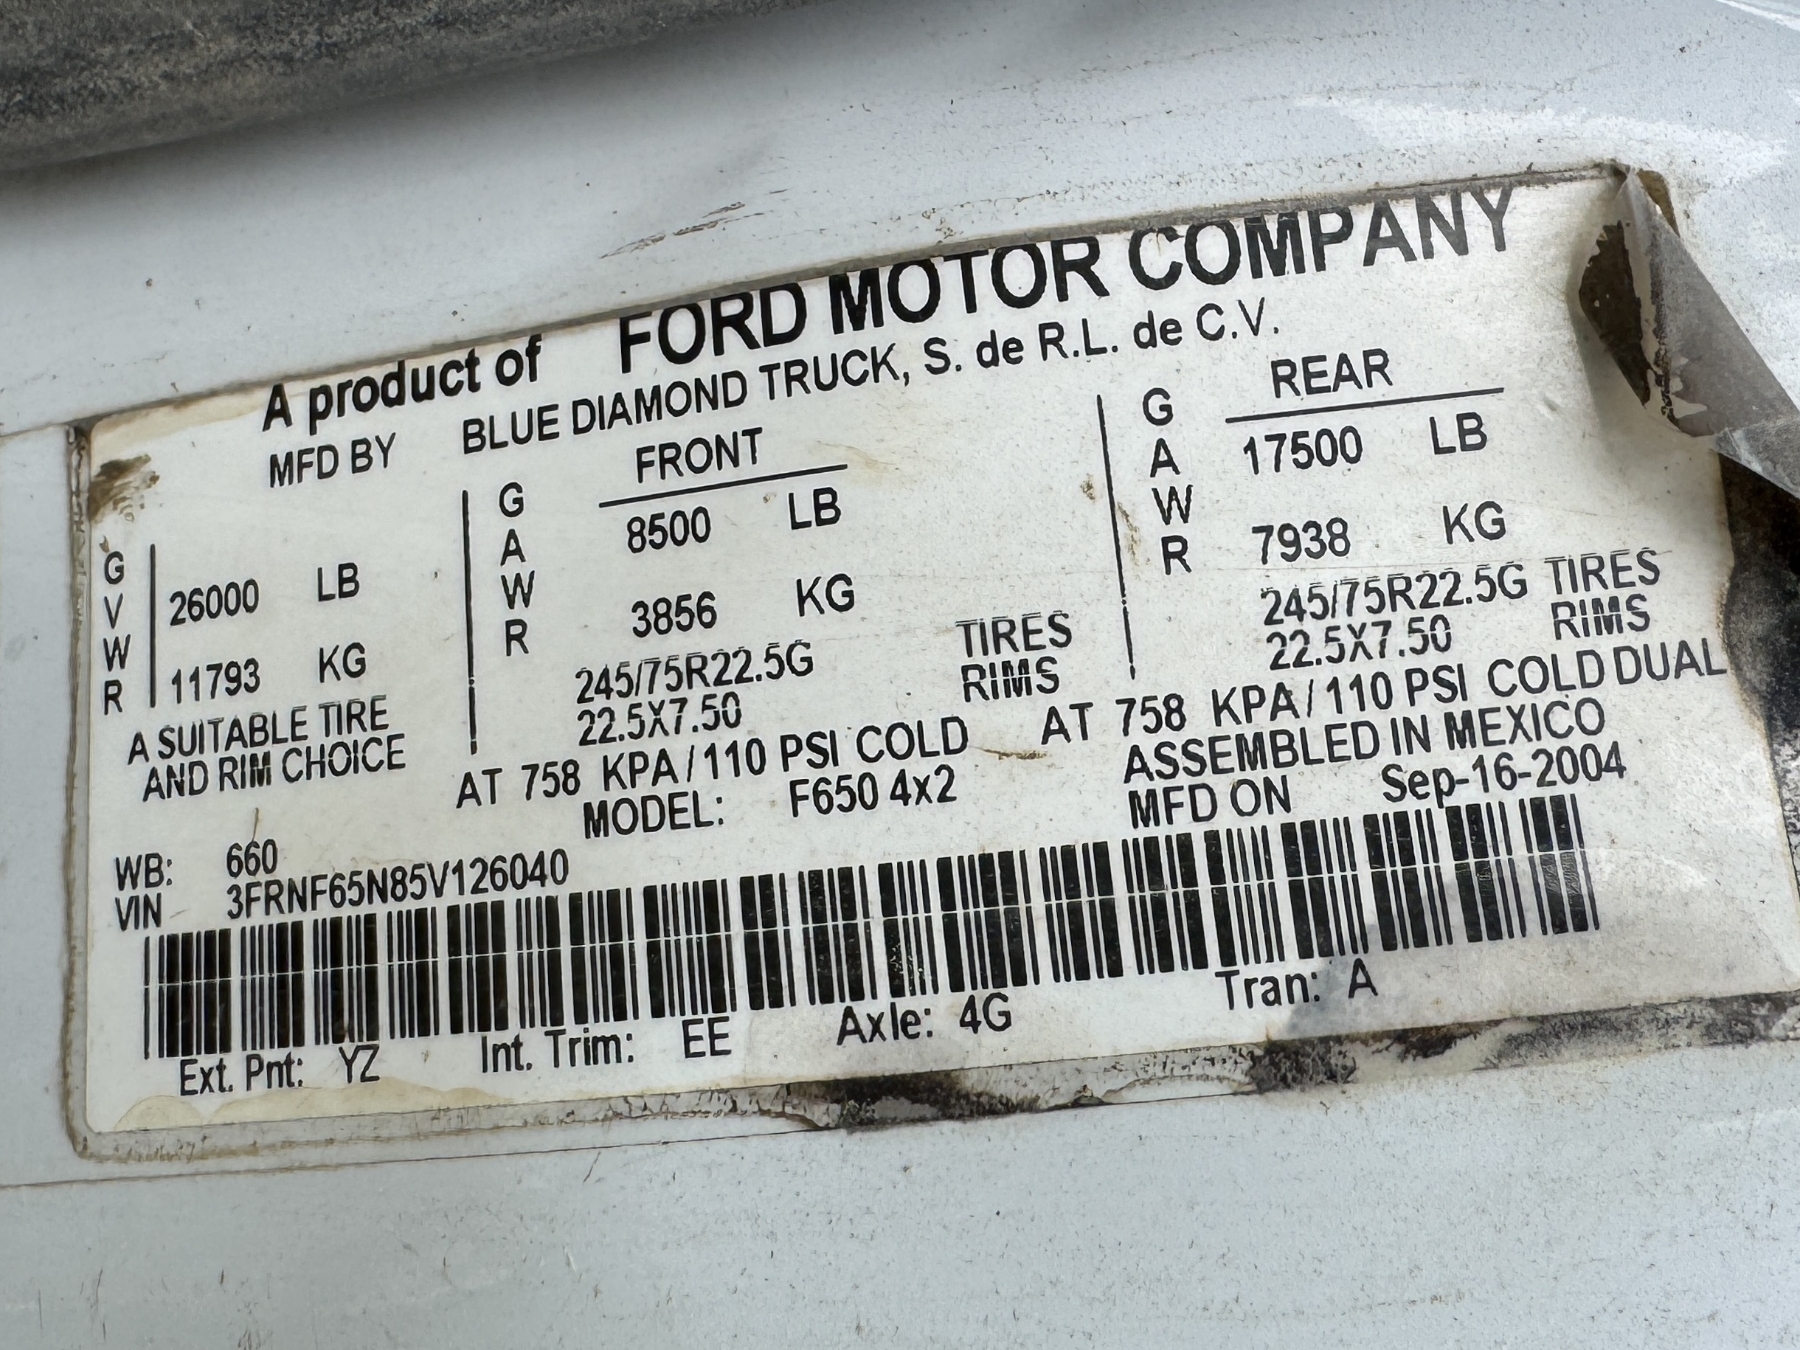 A product of FORD MOTOR COMPANY
MFD BY BLUE DIAMOND TRUCK, S. de R.L. de C.V.
FRONT REAR
GVWR 26000 LB GAWR 8500 LB GAWR 17500 LB
11793 KG 3856 KG 7938 KG
245/75R22.5G TIRES 245/75R22.5G TIRES
A SUITABLE TIRE 22.5X7.50 RIMS 22.5X7.50 RIMS
AND RIM CHOICE AT 758 KPA/110 PSI COLD AT 758 KPA/110 PSI COLD DUAL
MODEL: F650 4x2 ASSEMBLED IN MEXICO
WB: 660 MFD ON Sep-16-2004
VIN 3FRNF65N85V126040
Ext. Pnt: YZ Int. Trim: EE Axle: 4G Tran: A